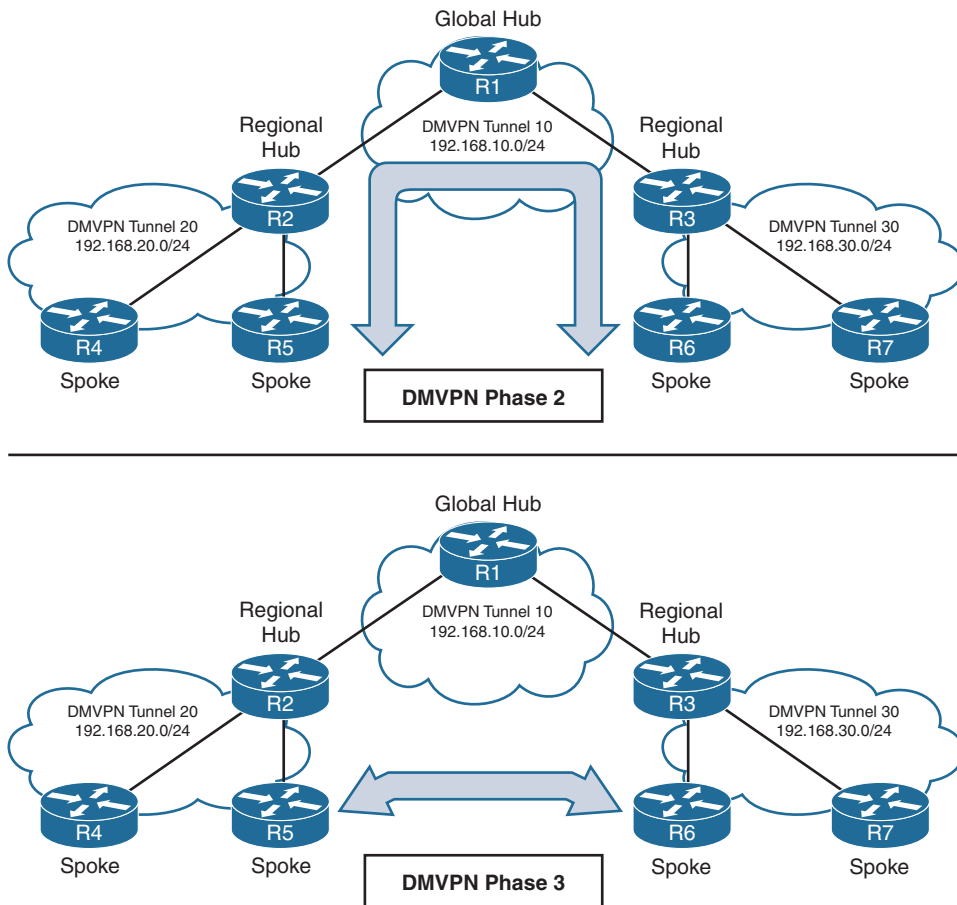 Global Hub
R1
DMVPN Tunnel 10
192.168.10.0/24
Regional
Hub
R2
Regional
Hub
R3
DMVPN Tunnel 20
192.168.20.0/24
DMVPN Tunnel 30
192.168.30.0/24
R4
R5
R6
R7
Spoke
Spoke
Spoke
Spoke
DMVPN Phase 2
Global Hub
R1
DMVPN Tunnel 10
192.168.10.0/24
Regional
Hub
R2
Regional
Hub
R3
DMVPN Tunnel 20
192.168.20.0/24
DMVPN Tunnel 30
192.168.30.0/24
R4
R5
R6
R7
Spoke
Spoke
Spoke
Spoke
DMVPN Phase 3